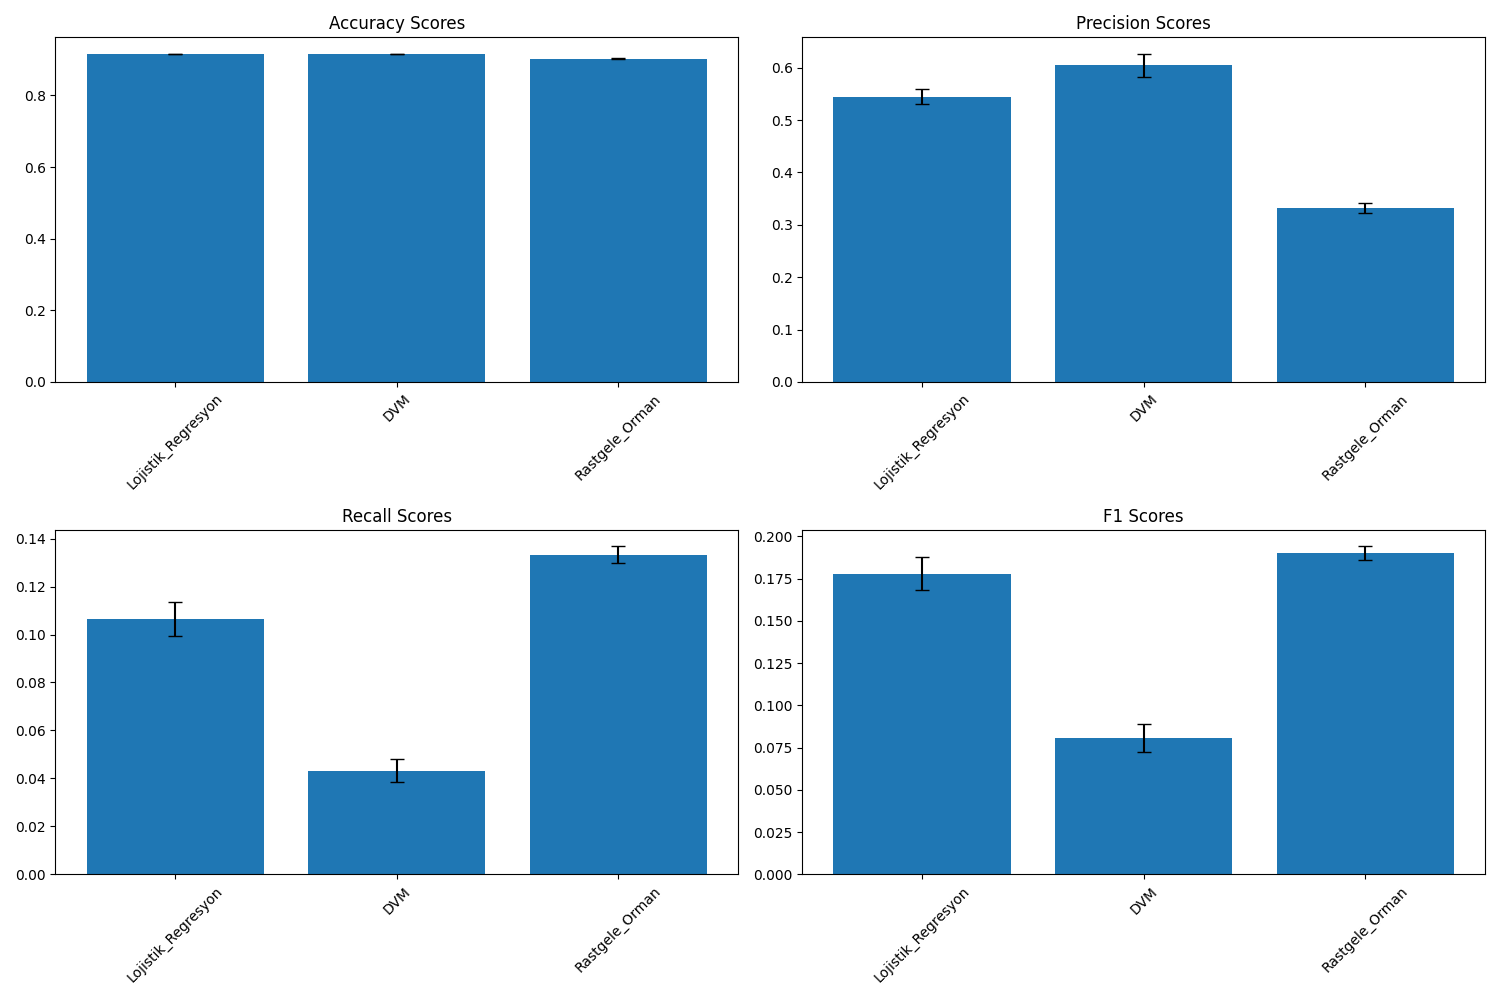 Accuracy Scores
0.8
0.6
0.4
0.2
0.0
Lojistik_Regresyon
DVM
Rastgele_Orman
Precision Scores
0.6
0.5
0.4
0.3
0.2
0.1
0.0
Lojistik_Regresyon
DVM
Rastgele_Orman
Recall Scores
0.14
0.12
0.10
0.08
0.06
0.04
0.02
0.00
Lojistik_Regresyon
DVM
Rastgele_Orman
F1 Scores
0.200
0.175
0.150
0.125
0.100
0.075
0.050
0.025
0.000
Lojistik_Regresyon
DVM
Rastgele_Orman